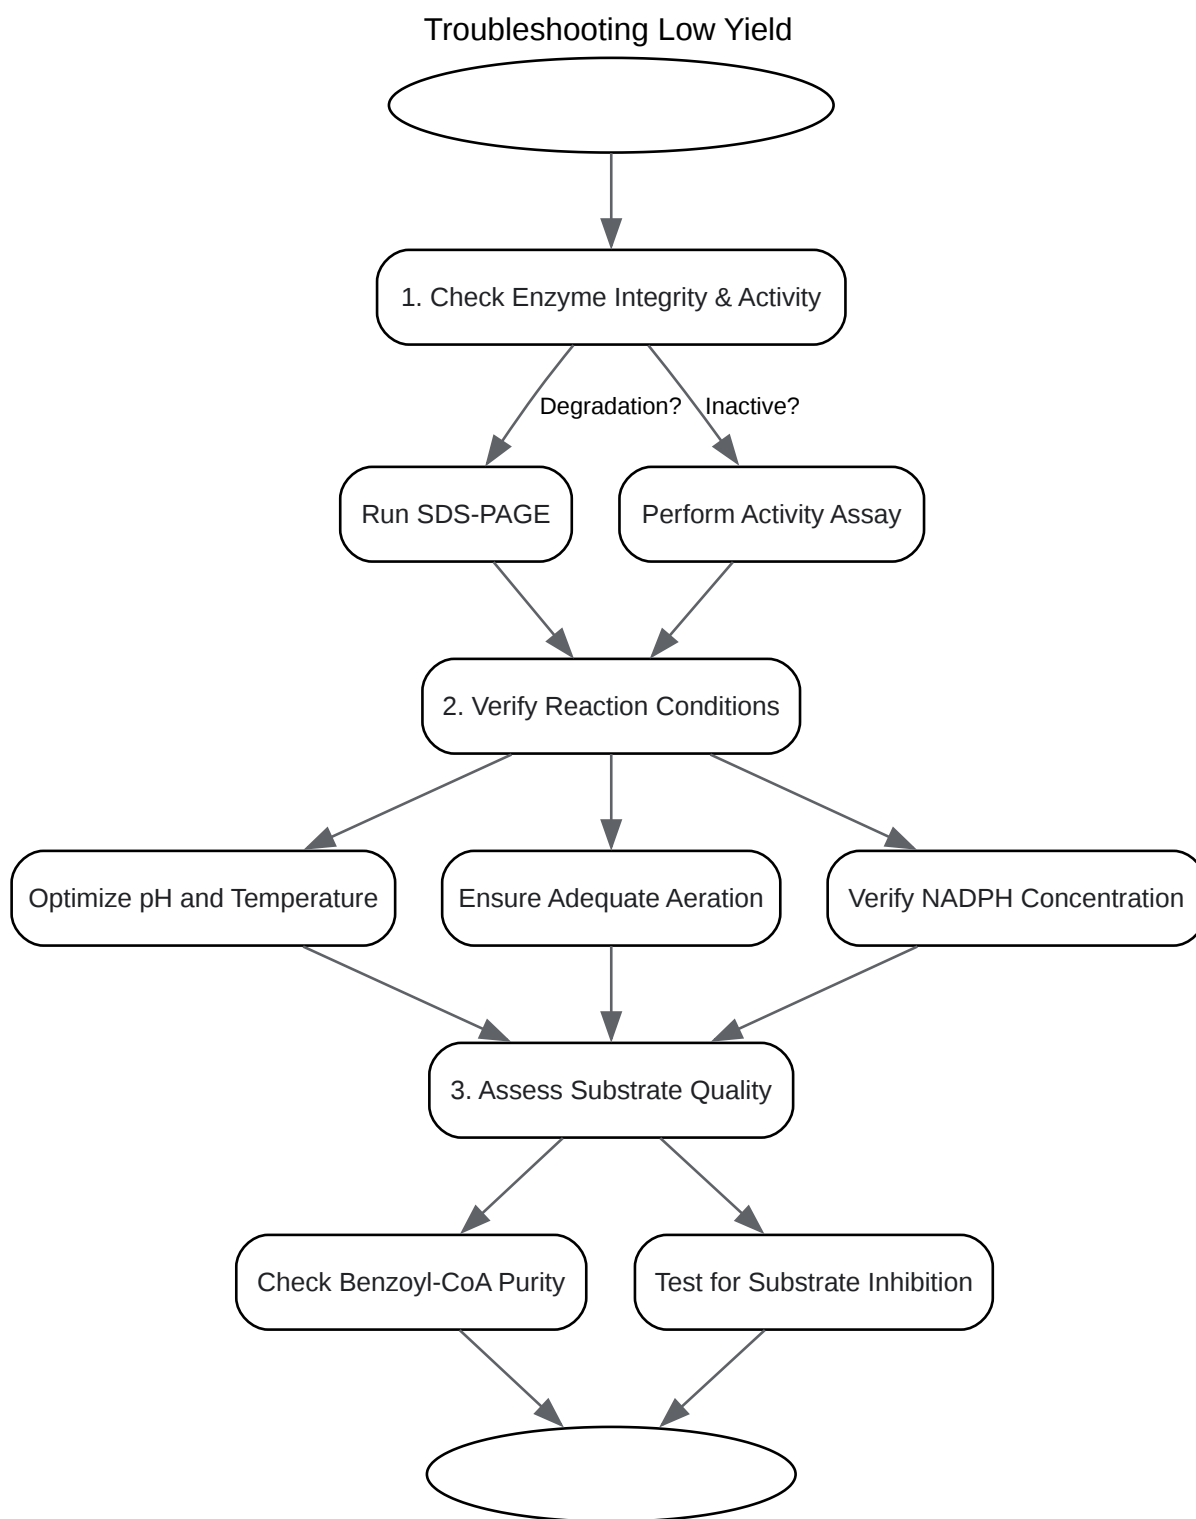 Troubleshooting Low Yield
1. Check Enzyme Integrity & Activity
Degradation?
Inactive?
Run SDS-PAGE
Perform Activity Assay
2. Verify Reaction Conditions
Optimize pH and Temperature
Ensure Adequate Aeration
Verify NADPH Concentration
3. Assess Substrate Quality
Check Benzoyl-CoA Purity
Test for Substrate Inhibition